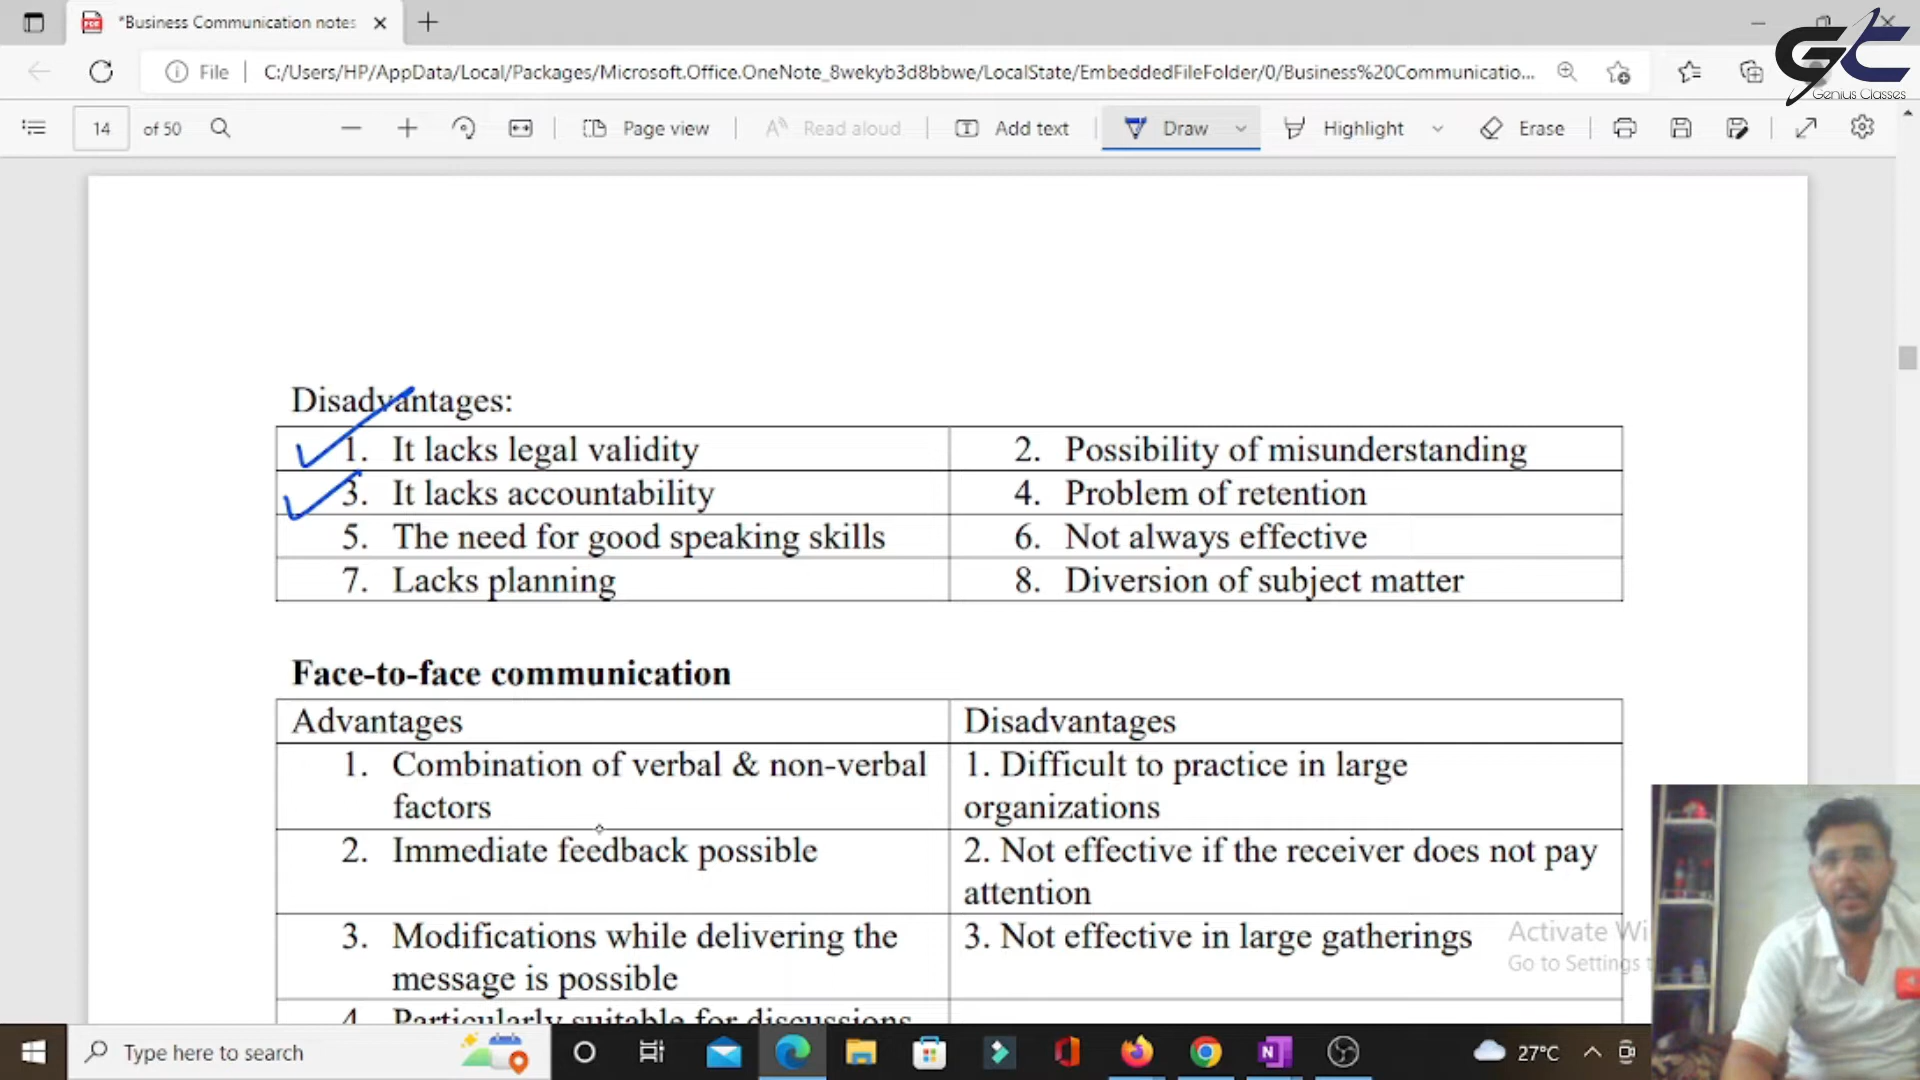 *Business Communication notes
File
C:/Users/HP/AppData/Local/Packages/Microsoft.Office.OneNote_8wekyb3d8bbwe/LocalState/EmbeddedFileFolder/0/Business%20Communicatio...
GC
Genius Classes
14 of 50
Page view
Read aloud
Add text
Draw
Highlight
Erase
Disadvantages:
1. It lacks legal validity 2. Possibility of misunderstanding
3. It lacks accountability 4. Problem of retention
5. The need for good speaking skills 6. Not always effective
7. Lacks planning 8. Diversion of subject matter
Face-to-face communication
Advantages Disadvantages
1. Combination of verbal & non-verbal 1. Difficult to practice in large
factors organizations
2. Immediate feedback possible 2. Not effective if the receiver does not pay
attention
3. Modifications while delivering the 3. Not effective in large gatherings
message is possible
4. Particularly suitable for discussions
Activate Wi
Go to Settings t
Type here to search
27°C